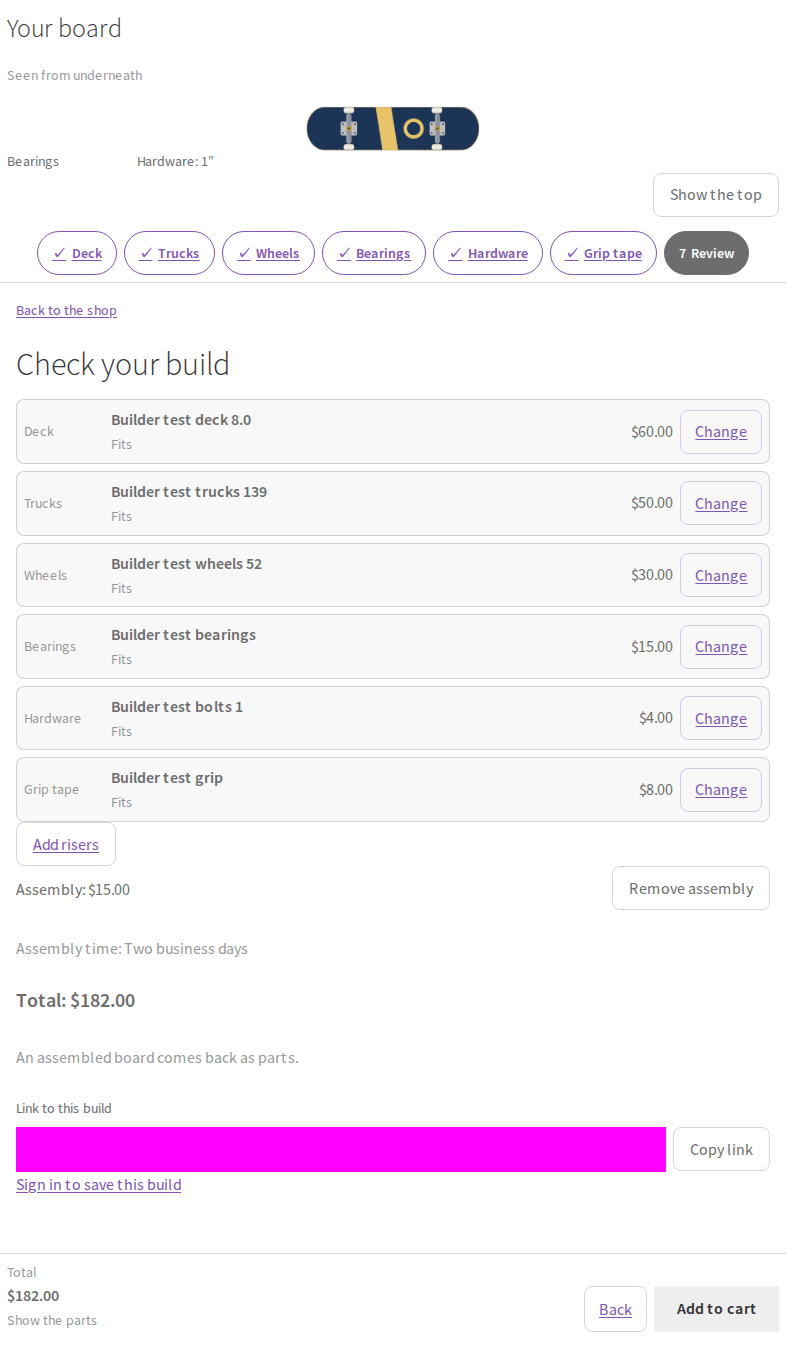 Your board
Seen from underneath
Bearings
Hardware: 1″
Show the top
✓ Deck
✓ Trucks
✓ Wheels
✓ Bearings
✓ Hardware
✓ Grip tape
7 Review
Back to the shop
Check your build
Deck
Builder test deck 8.0
Fits
$60.00
Change
Trucks
Builder test trucks 139
Fits
$50.00
Change
Wheels
Builder test wheels 52
Fits
$30.00
Change
Bearings
Builder test bearings
Fits
$15.00
Change
Hardware
Builder test bolts 1
Fits
$4.00
Change
Grip tape
Builder test grip
Fits
$8.00
Change
Add risers
Assembly: $15.00
Remove assembly
Assembly time: Two business days
Total: $182.00
An assembled board comes back as parts.
Link to this build
Copy link
Sign in to save this build
Total
$182.00
Show the parts
Back
Add to cart